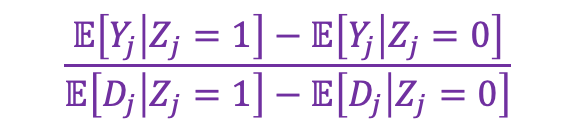 𝔼[Y_j|Z_j = 1] − 𝔼[Y_j|Z_j = 0]
𝔼[D_j|Z_j = 1] − 𝔼[D_j|Z_j = 0]